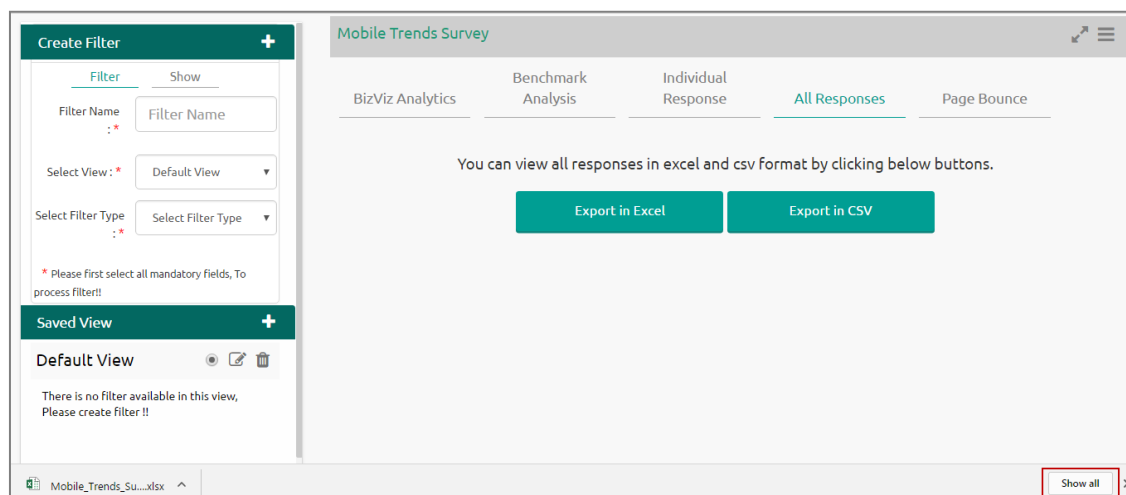 Create Filter
Filter Show
Filter Name
: *
Filter Name
Select View : *
Default View
Select Filter Type
: *
Select Filter Type
* Please first select all mandatory fields, To
process filter!!
Saved View
Default View
There is no filter available in this view,
Please create filter !!
Mobile Trends Survey
BizViz Analytics
Benchmark
Analysis
Individual
Response
All Responses
Page Bounce
You can view all responses in excel and csv format by clicking below buttons.
Export in Excel
Export in CSV
Mobile_Trends_Su....xlsx
Show all